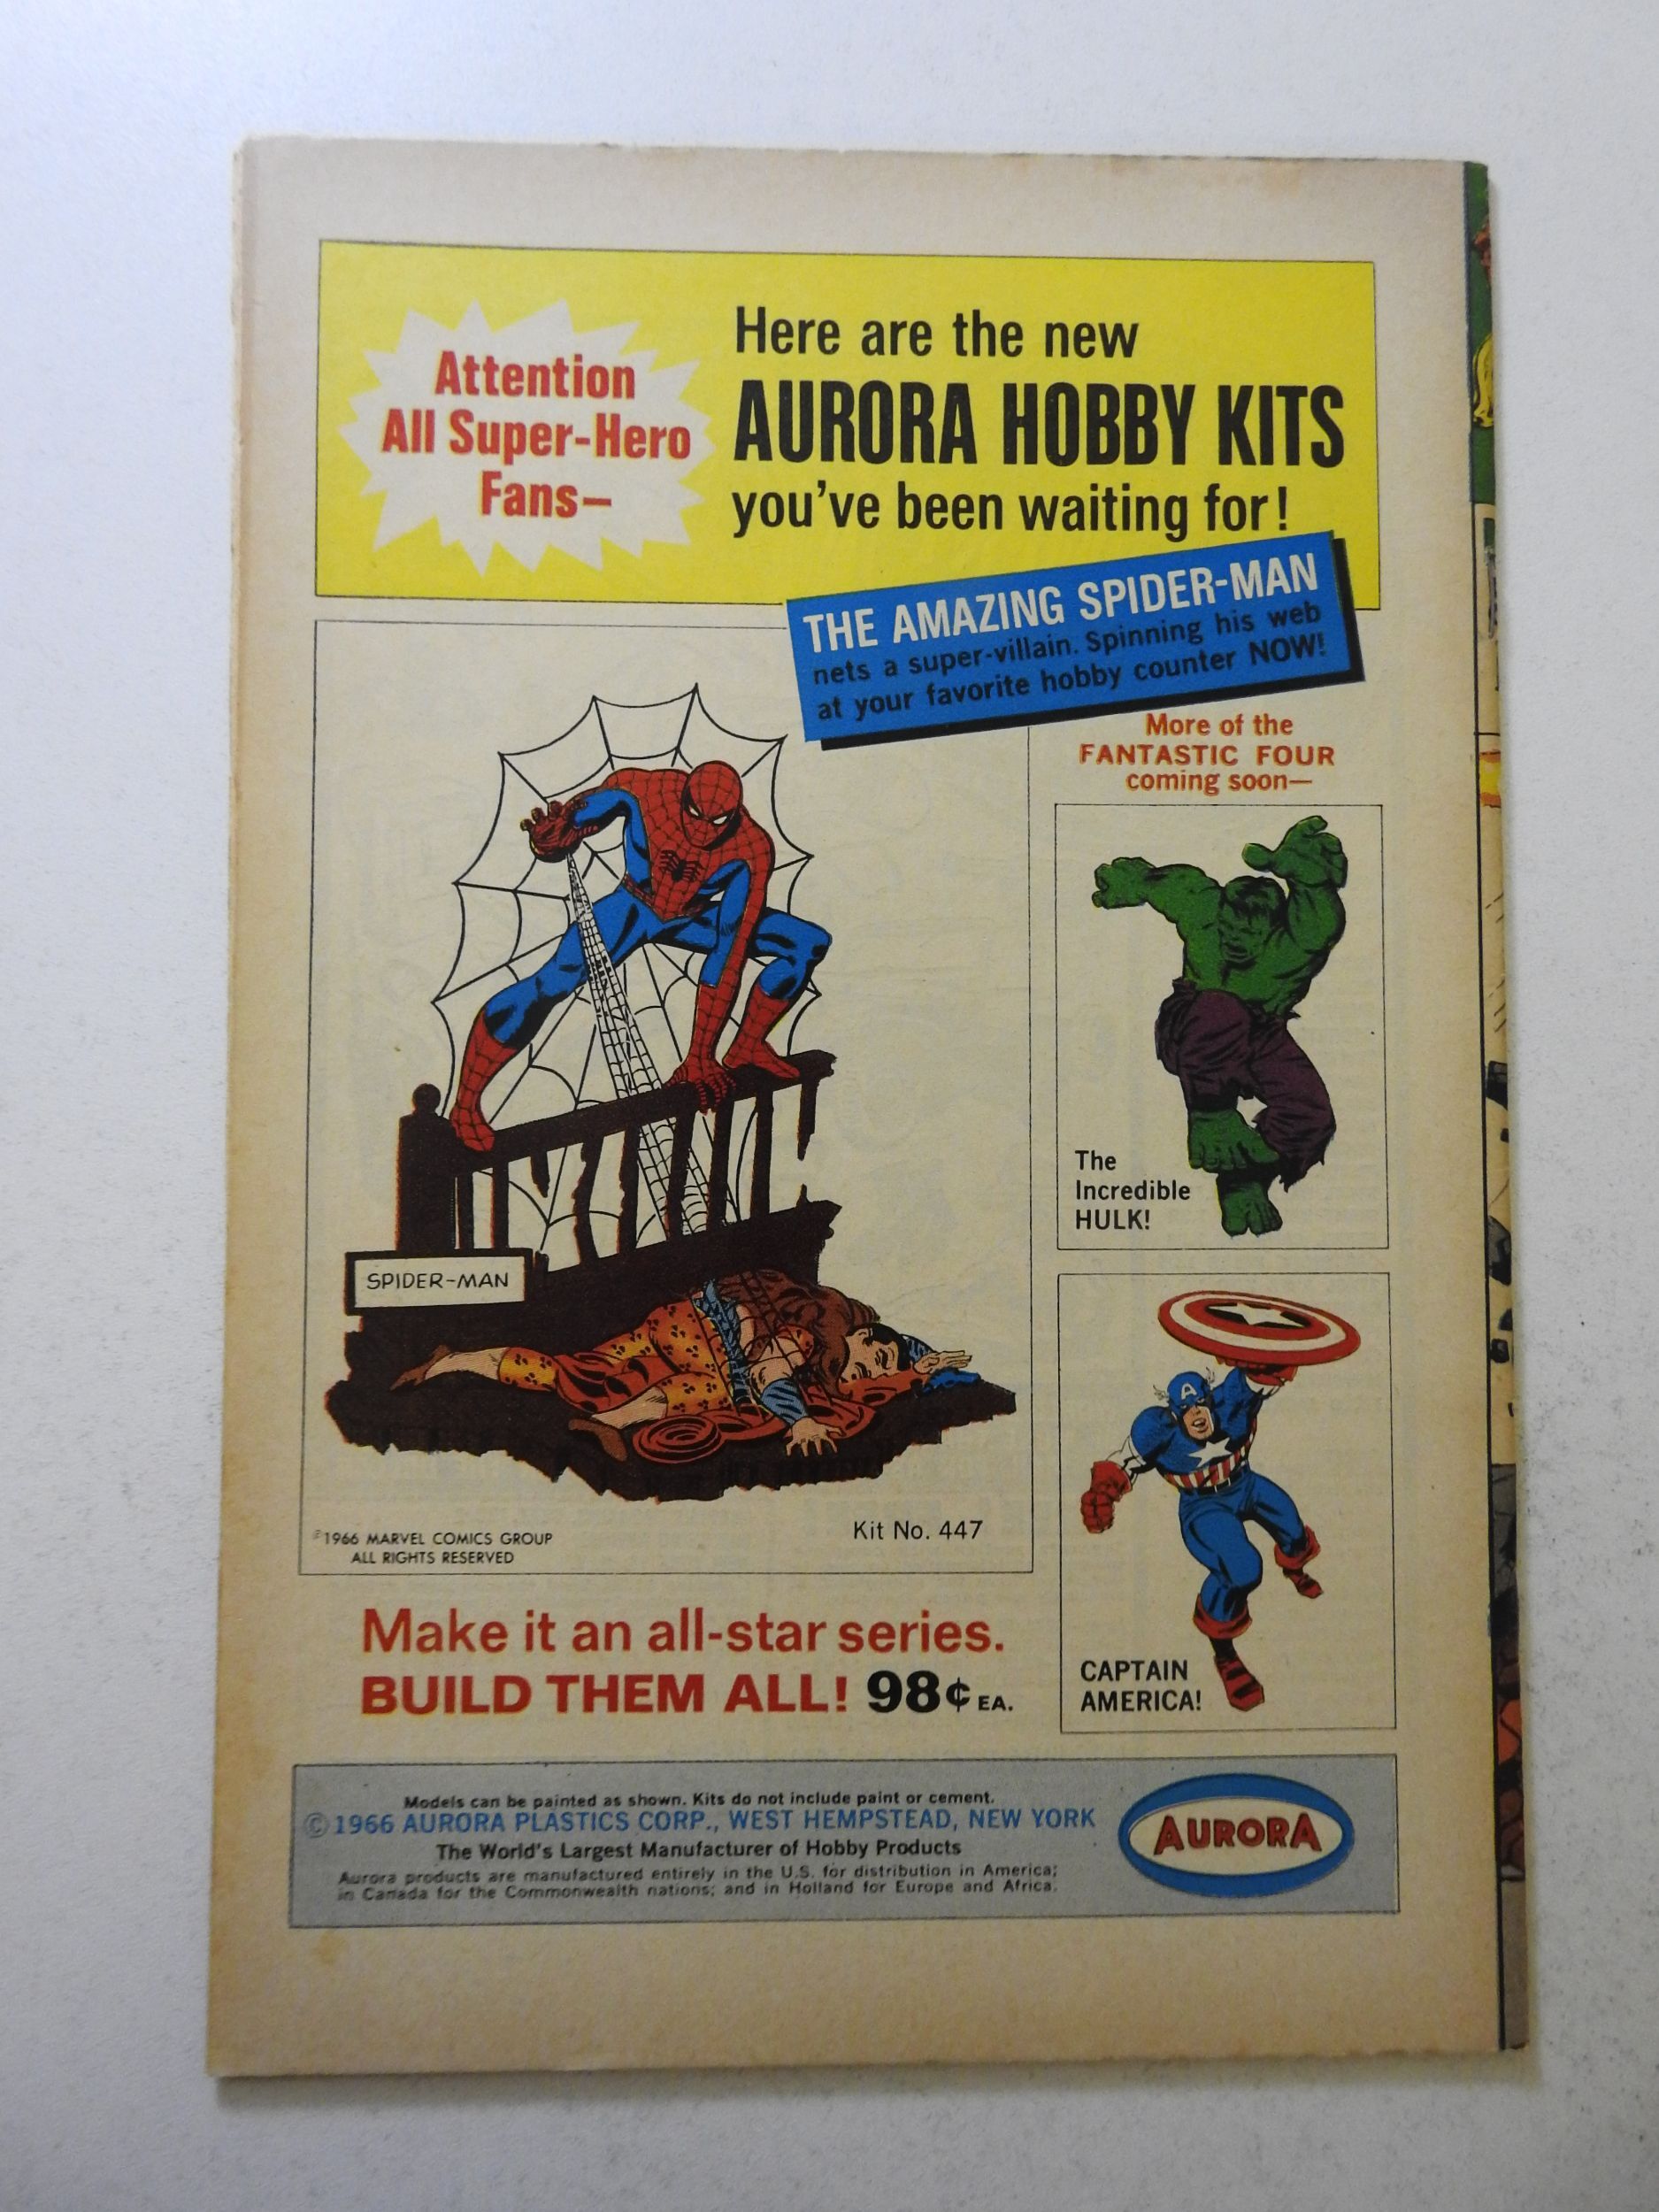 Attention
All Super-Hero
Fans—
Here are the new
AURORA HOBBY KITS
you've been waiting for!
THE AMAZING SPIDER-MAN
nets a super-villain. Spinning his web
at your favorite hobby counter NOW!
More of the
FANTASTIC FOUR
coming soon—
The
Incredible
HULK!
SPIDER-MAN
A
©1966 MARVEL COMICS GROUP
ALL RIGHTS RESERVED
Kit No. 447
CAPTAIN
AMERICA!
Make it an all-star series.
BUILD THEM ALL! 98¢ EA.
Models can be painted as shown. Kits do not include paint or cement.
© 1966 AURORA PLASTICS CORP., WEST HEMPSTEAD, NEW YORK
The World's Largest Manufacturer of Hobby Products
Aurora products are manufactured entirely in the U.S. for distribution in America;
in Canada for the Commonwealth nations; and in Holland for Europe and Africa.
AURORA